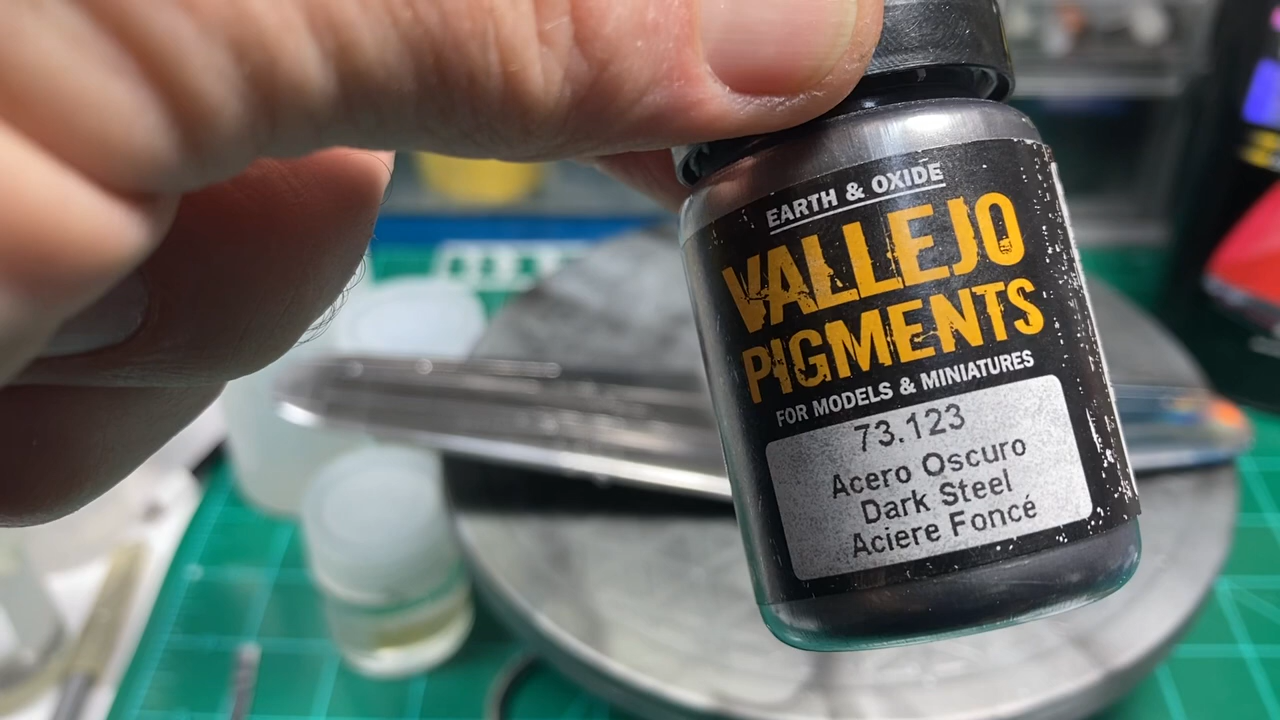 EARTH & OXIDE
VALLEJO
PIGMENTS
FOR MODELS & MINIATURES
73.123
Acero Oscuro
Dark Steel
Aciere Foncé